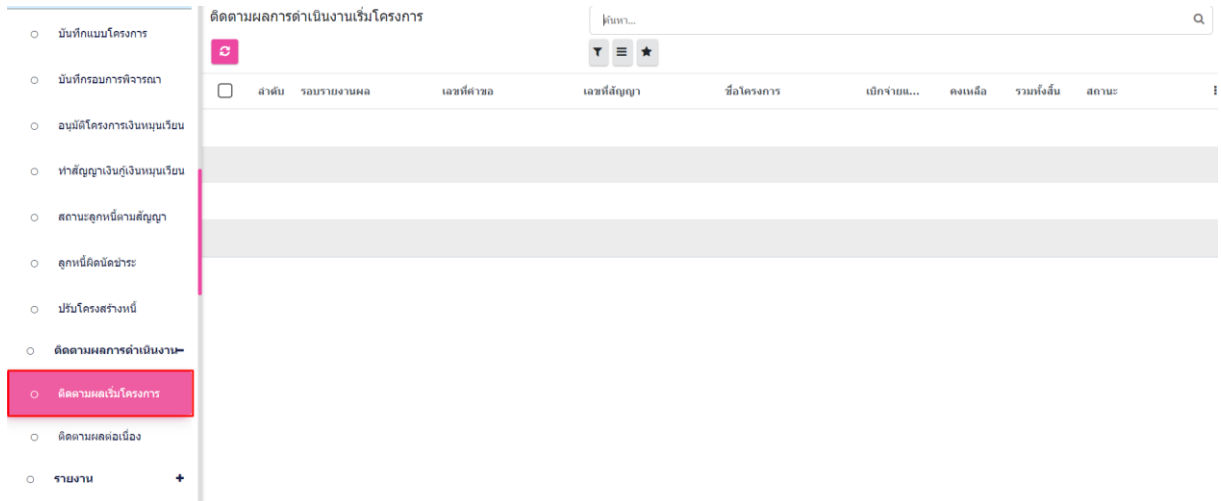 บันทึกแบบโครงการ
บันทึกรอบการพิจารณา
อนุมัติโครงการเงินหมุนเวียน
ทำสัญญาเงินกู้เงินหมุนเวียน
สถานะลูกหนี้ตามสัญญา
ลูกหนี้ผิดนัดชำระ
ปรับโครงสร้างหนี้
ติดตามผลการดำเนินงาน
ติดตามผลเริ่มโครงการ
ติดตามผลต่อเนื่อง
รายงาน
ติดตามผลการดำเนินงานเริ่มโครงการ
ค้นหา...
ลำดับ รอบรายงานผล เลขที่คำขอ เลขที่สัญญา ชื่อโครงการ เบิกจ่ายแ... คงเหลือ รวมทั้งสิ้น สถานะ